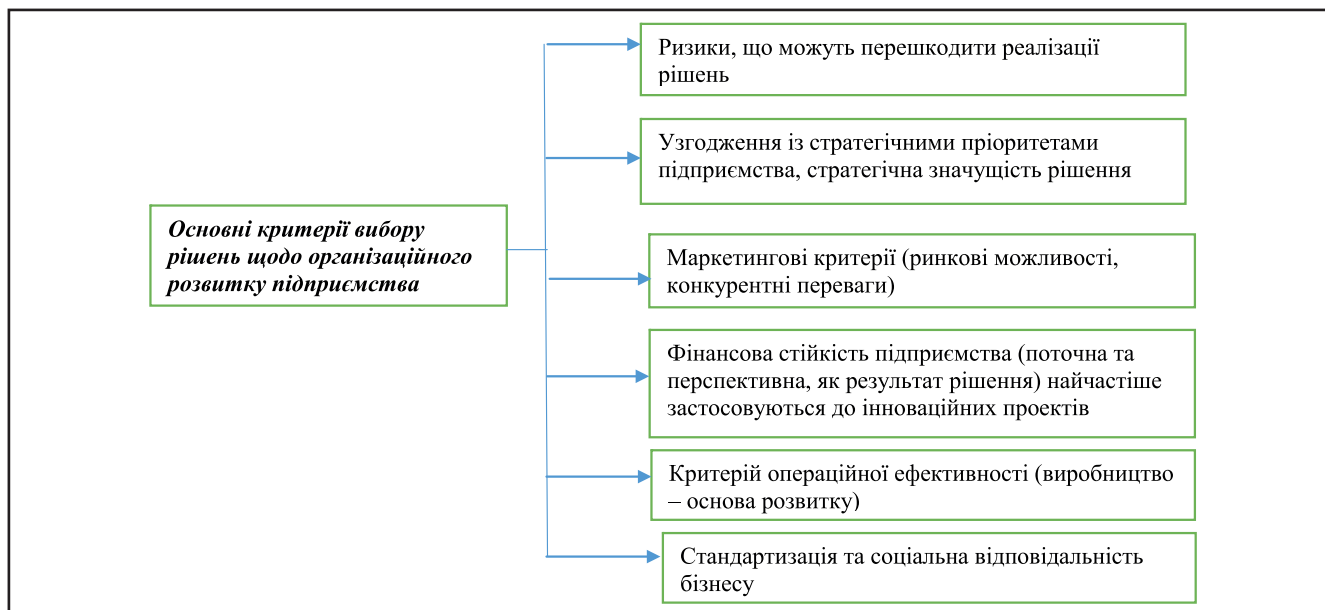 Основні критерії вибору
рішень щодо організаційного
розвитку підприємства
Ризики, що можуть перешкодити реалізації
рішень
Узгодження із стратегічними пріоритетами
підприємства, стратегічна значущість рішення
Маркетингові критерії (ринкові можливості,
конкурентні переваги)
Фінансова стійкість підприємства (поточна та
перспективна, як результат рішення) найчастіше
застосовуються до інноваційних проектів
Критерій операційної ефективності (виробництво
– основа розвитку)
Стандартизація та соціальна відповідальність
бізнесу